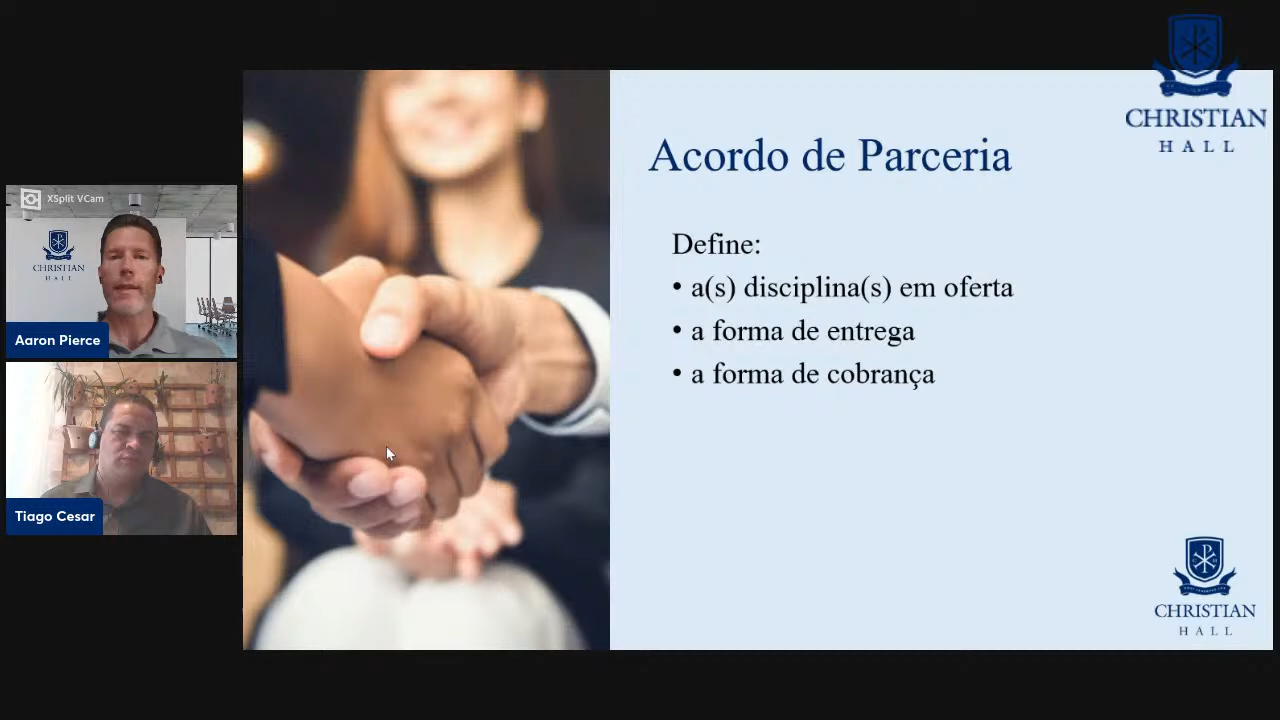 CHRISTIAN
HALL
Acordo de Parceria
Define:
• a(s) disciplina(s) em oferta
• a forma de entrega
• a forma de cobrança
XSplit VCam
CHRISTIAN
HALL
Aaron Pierce
Tiago Cesar
CHRISTIAN
HALL